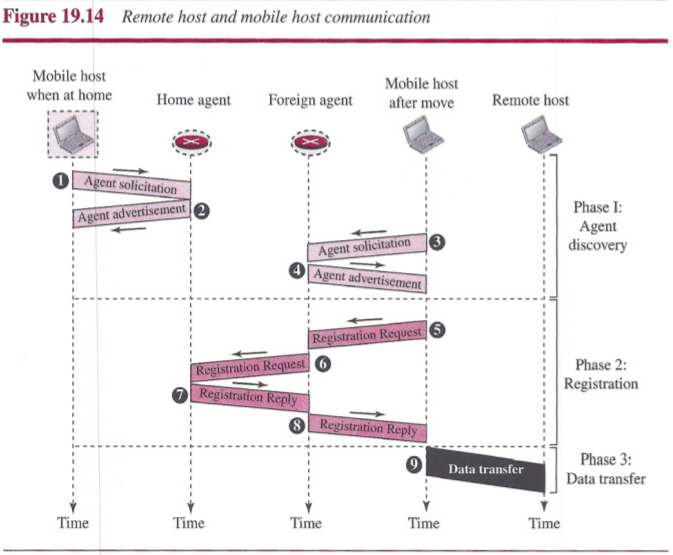 Figure 19.14 Remote host and mobile host communication
Mobile host
when at home
Home agent
Foreign agent
Mobile host
after move
Remote host
1 Agent solicitation
Agent advertisement 2
Agent solicitation 3
4 Agent advertisement
Phase I:
Agent
discovery
Registration Request 5
Registration Request 6
7 Registration Reply
8 Registration Reply
Phase 2:
Registration
9 Data transfer
Phase 3:
Data transfer
Time
Time
Time
Time
Time